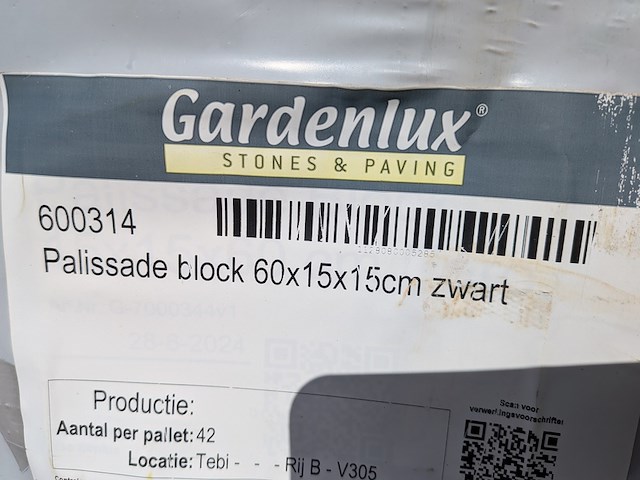 Gardenlux®
STONES & PAVING
600314
Palissade block 60x15x15cm zwart
28-6-2024
Productie:
Aantal per pallet: 42
Locatie: Tebi - - - Rij B - V305
Scan voor
verwerkingsvoorschriften